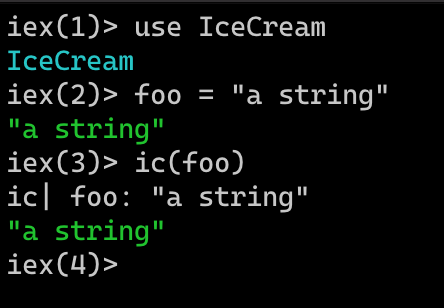 iex(1)> use IceCream
IceCream
iex(2)> foo = "a string"
"a string"
iex(3)> ic(foo)
ic| foo: "a string"
"a string"
iex(4)>